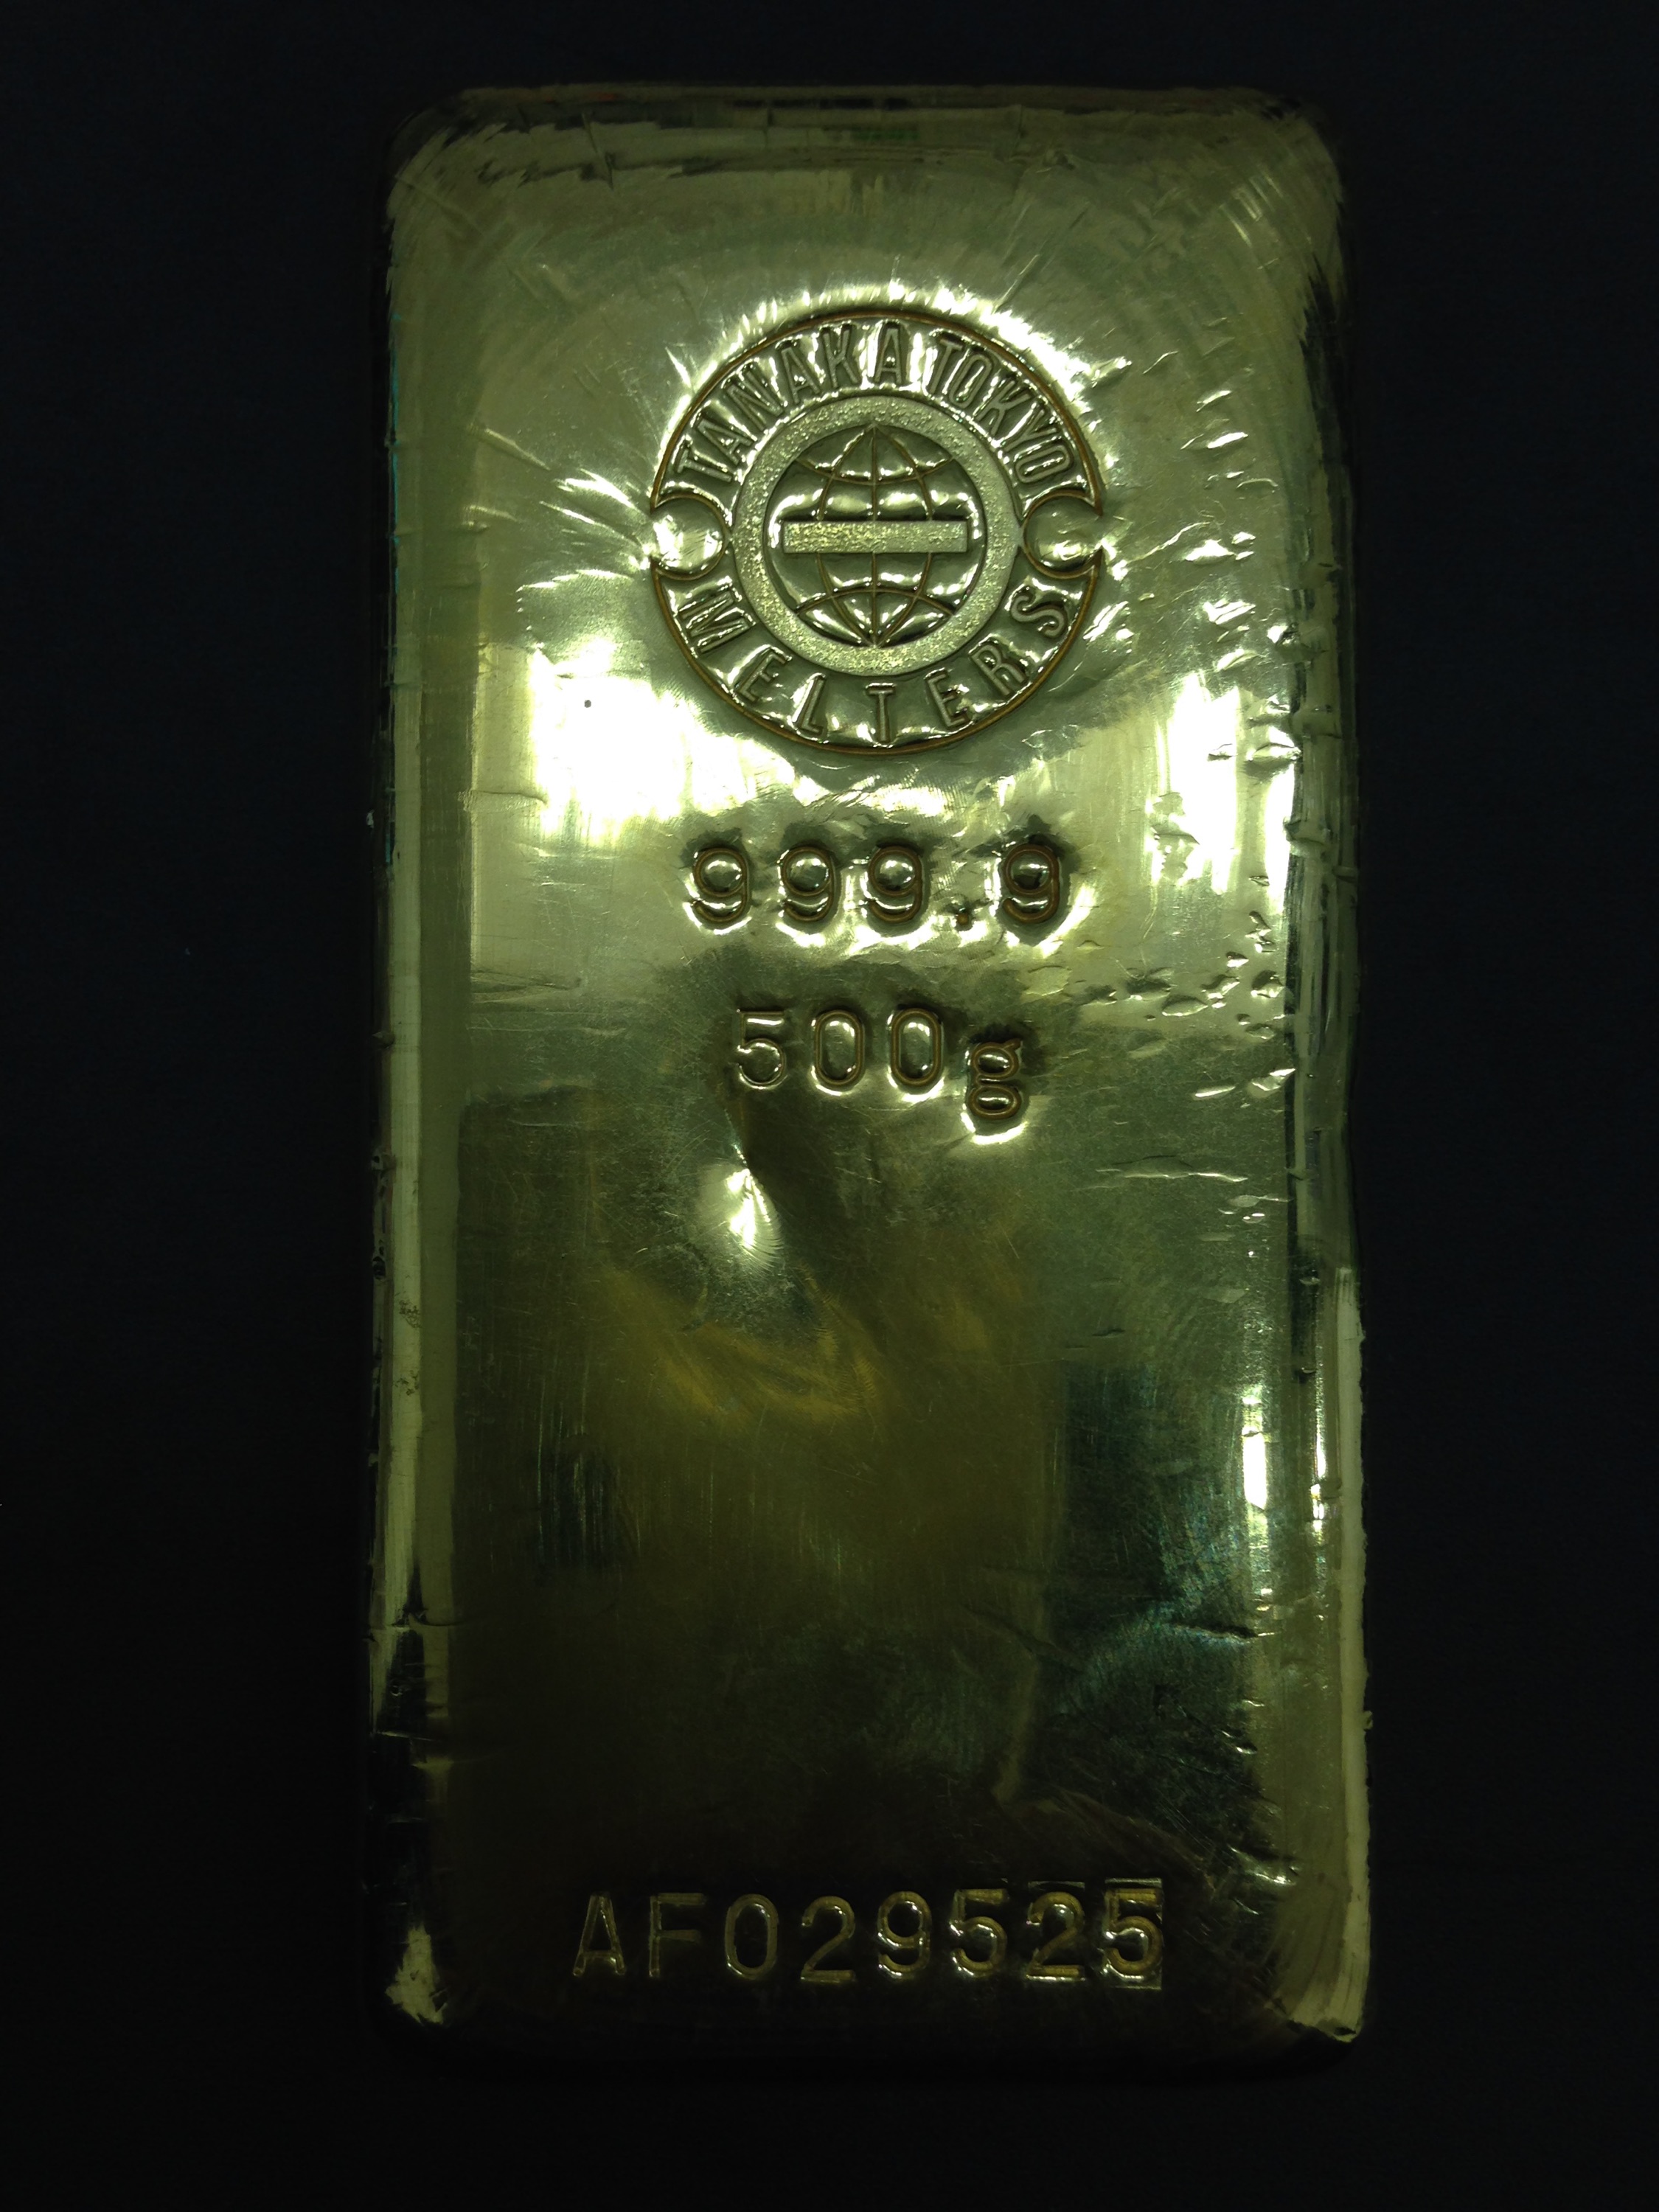 TANAKA TOKYO
MELTERS
999.9
500g
AF029525